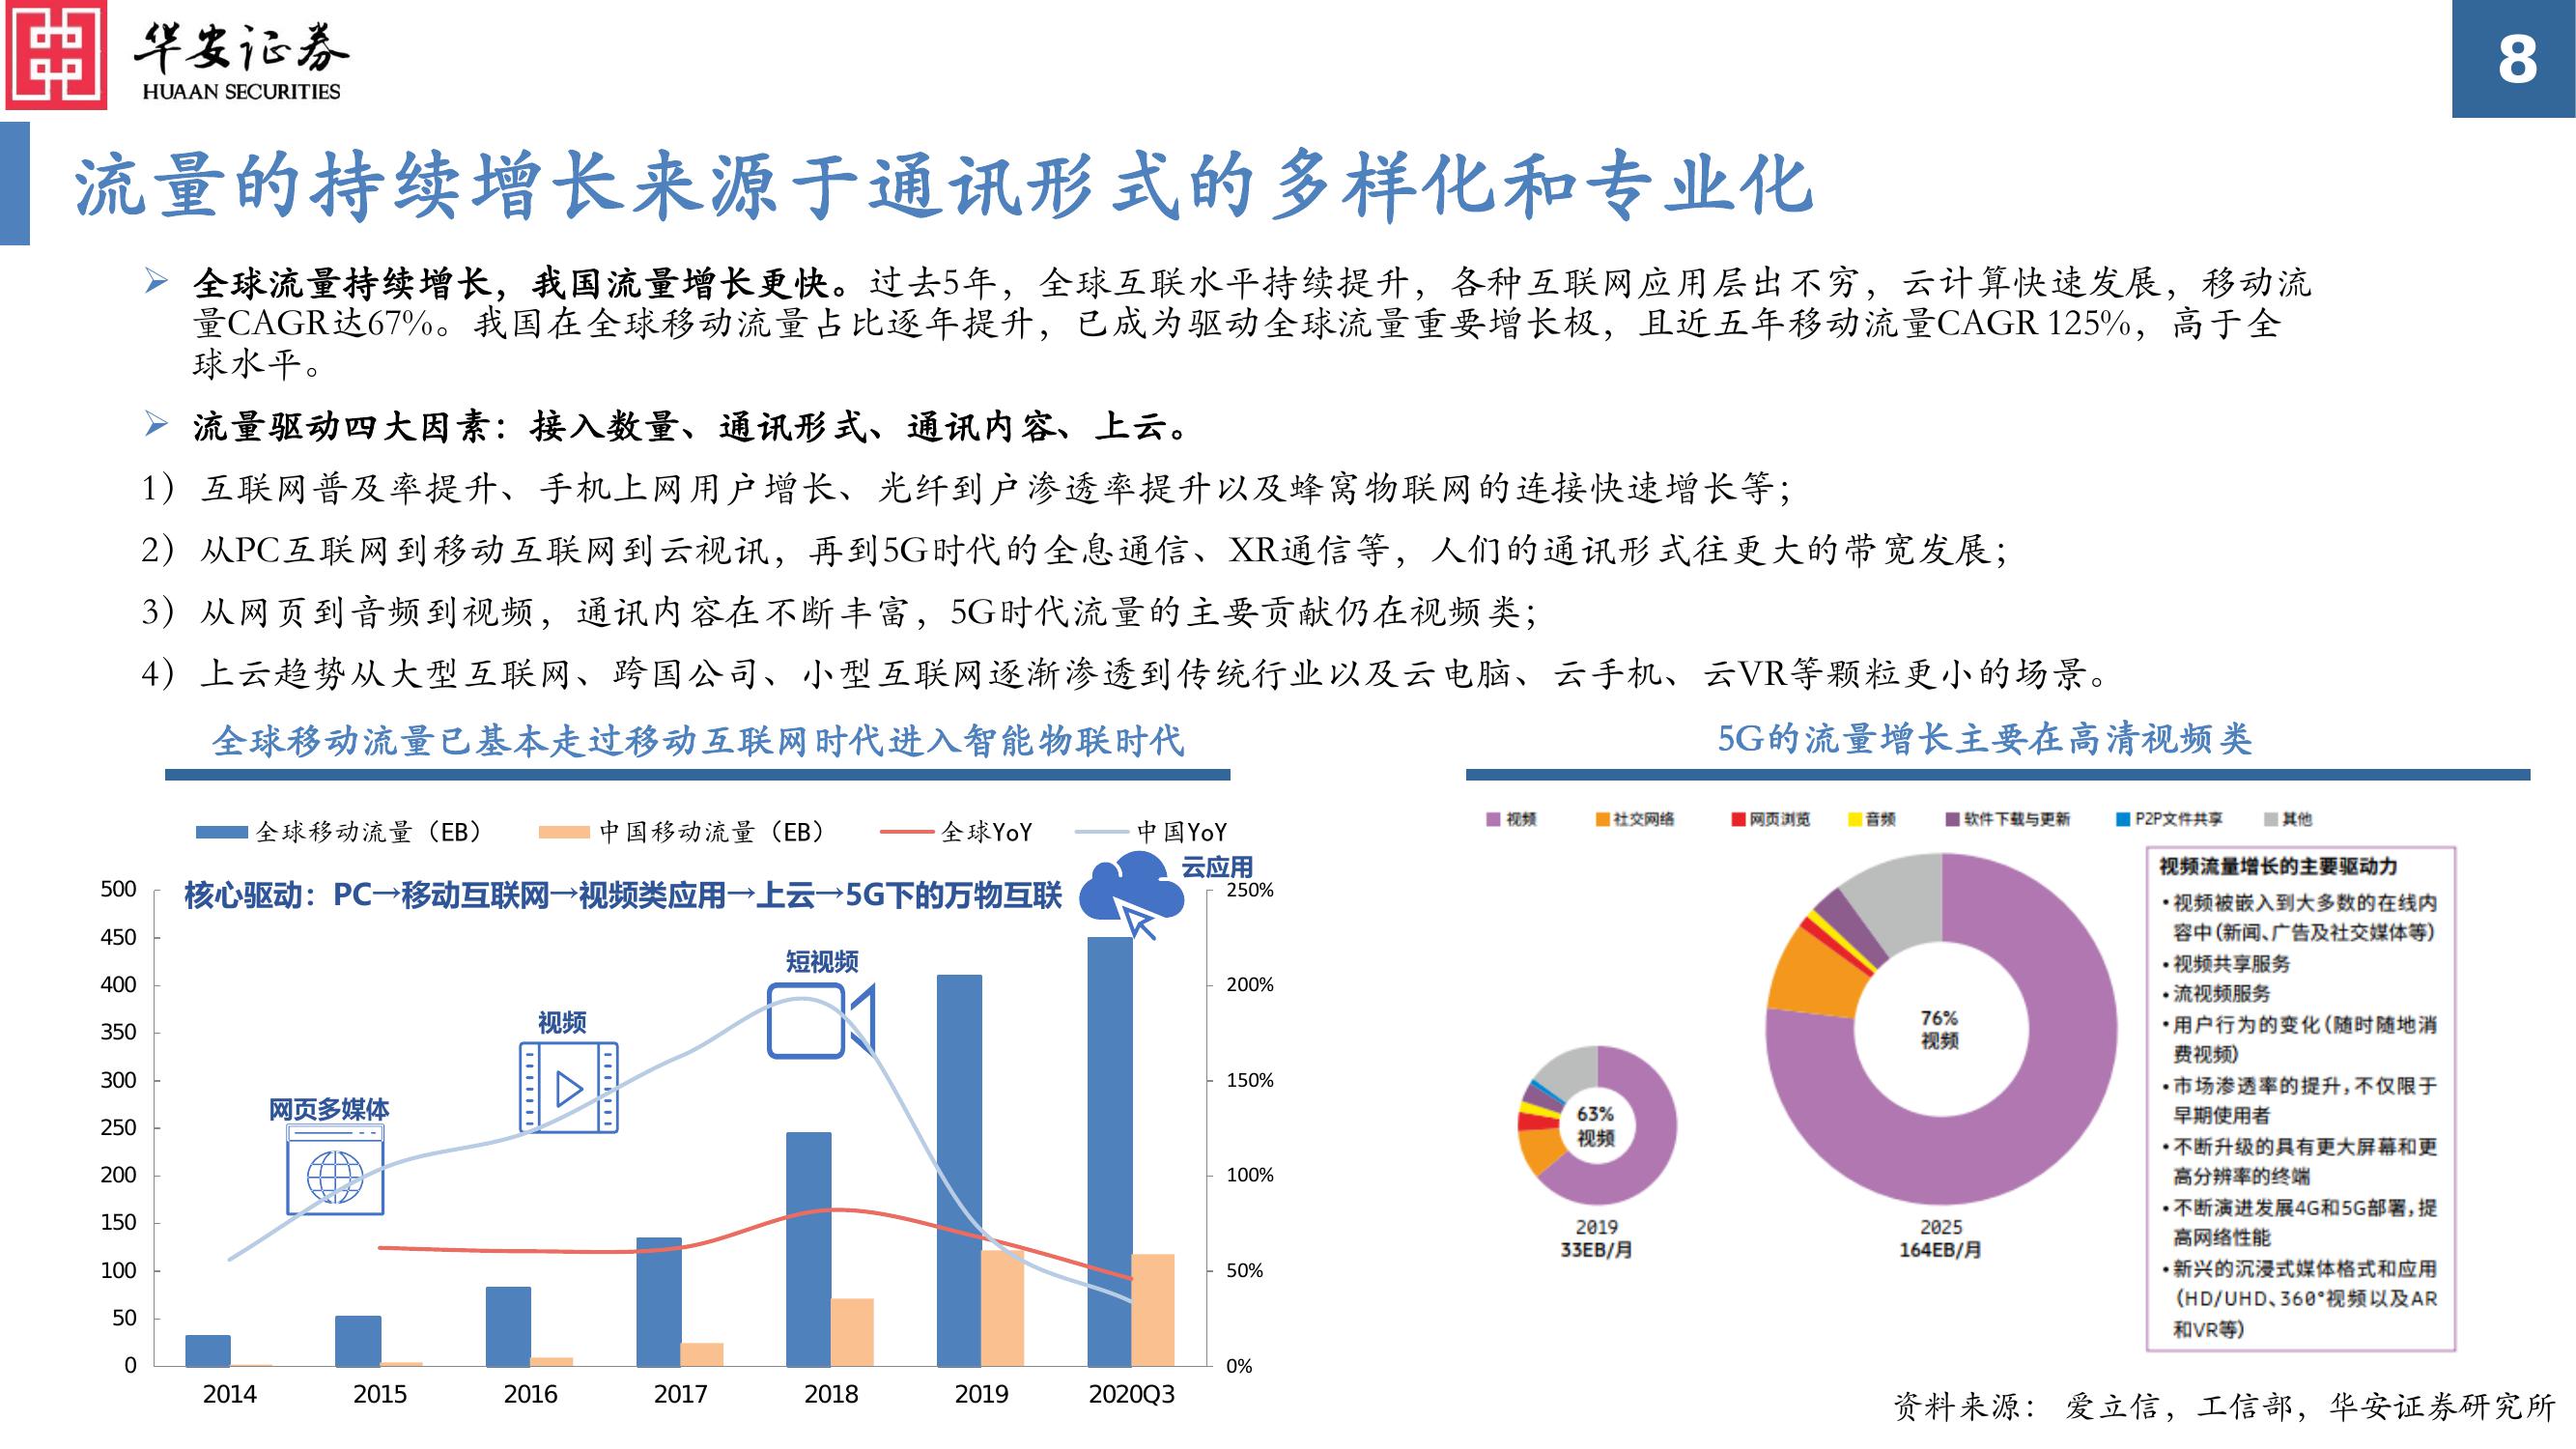 华安证券
HUAAN SECURITIES
8
流量的持续增长来源于通讯形式的多样化和专业化
全球流量持续增长，我国流量增长更快。过去5年，全球互联水平持续提升，各种互联网应用层出不穷，云计算快速发展，移动流
量CAGR达67%。我国在全球移动流量占比逐年提升，已成为驱动全球流量重要增长极，且近五年移动流量CAGR 125%，高于全
球水平。
流量驱动四大因素：接入数量、通讯形式、通讯内容、上云。
1）互联网普及率提升、手机上网用户增长、光纤到户渗透率提升以及蜂窝物联网的连接快速增长等；
2）从PC互联网到移动互联网到云视讯，再到5G时代的全息通信、XR通信等，人们的通讯形式往更大的带宽发展；
3）从网页到音频到视频，通讯内容在不断丰富，5G时代流量的主要贡献仍在视频类；
4）上云趋势从大型互联网、跨国公司、小型互联网逐渐渗透到传统行业以及云电脑、云手机、云VR等颗粒更小的场景。
全球移动流量已基本走过移动互联网时代进入智能物联时代
全球移动流量（EB） 中国移动流量（EB） 全球YoY 中国YoY
云应用
核心驱动：PC→移动互联网→视频类应用→上云→5G下的万物互联
短视频
视频
网页多媒体
500
450
400
350
300
250
200
150
100
50
0
250%
200%
150%
100%
50%
0%
2014 2015 2016 2017 2018 2019 2020Q3
5G的流量增长主要在高清视频类
视频 社交网络 网页浏览 音频 软件下载与更新 P2P文件共享 其他
63%
视频
2019
33EB/月
76%
视频
2025
164EB/月
视频流量增长的主要驱动力
•视频被嵌入到大多数的在线内
容中(新闻、广告及社交媒体等)
•视频共享服务
•流视频服务
•用户行为的变化(随时随地消
费视频)
•市场渗透率的提升,不仅限于
早期使用者
•不断升级的具有更大屏幕和更
高分辨率的终端
•不断演进发展4G和5G部署,提
高网络性能
•新兴的沉浸式媒体格式和应用
(HD/UHD、360°视频以及AR
和VR等)
资料来源： 爱立信，工信部，华安证券研究所